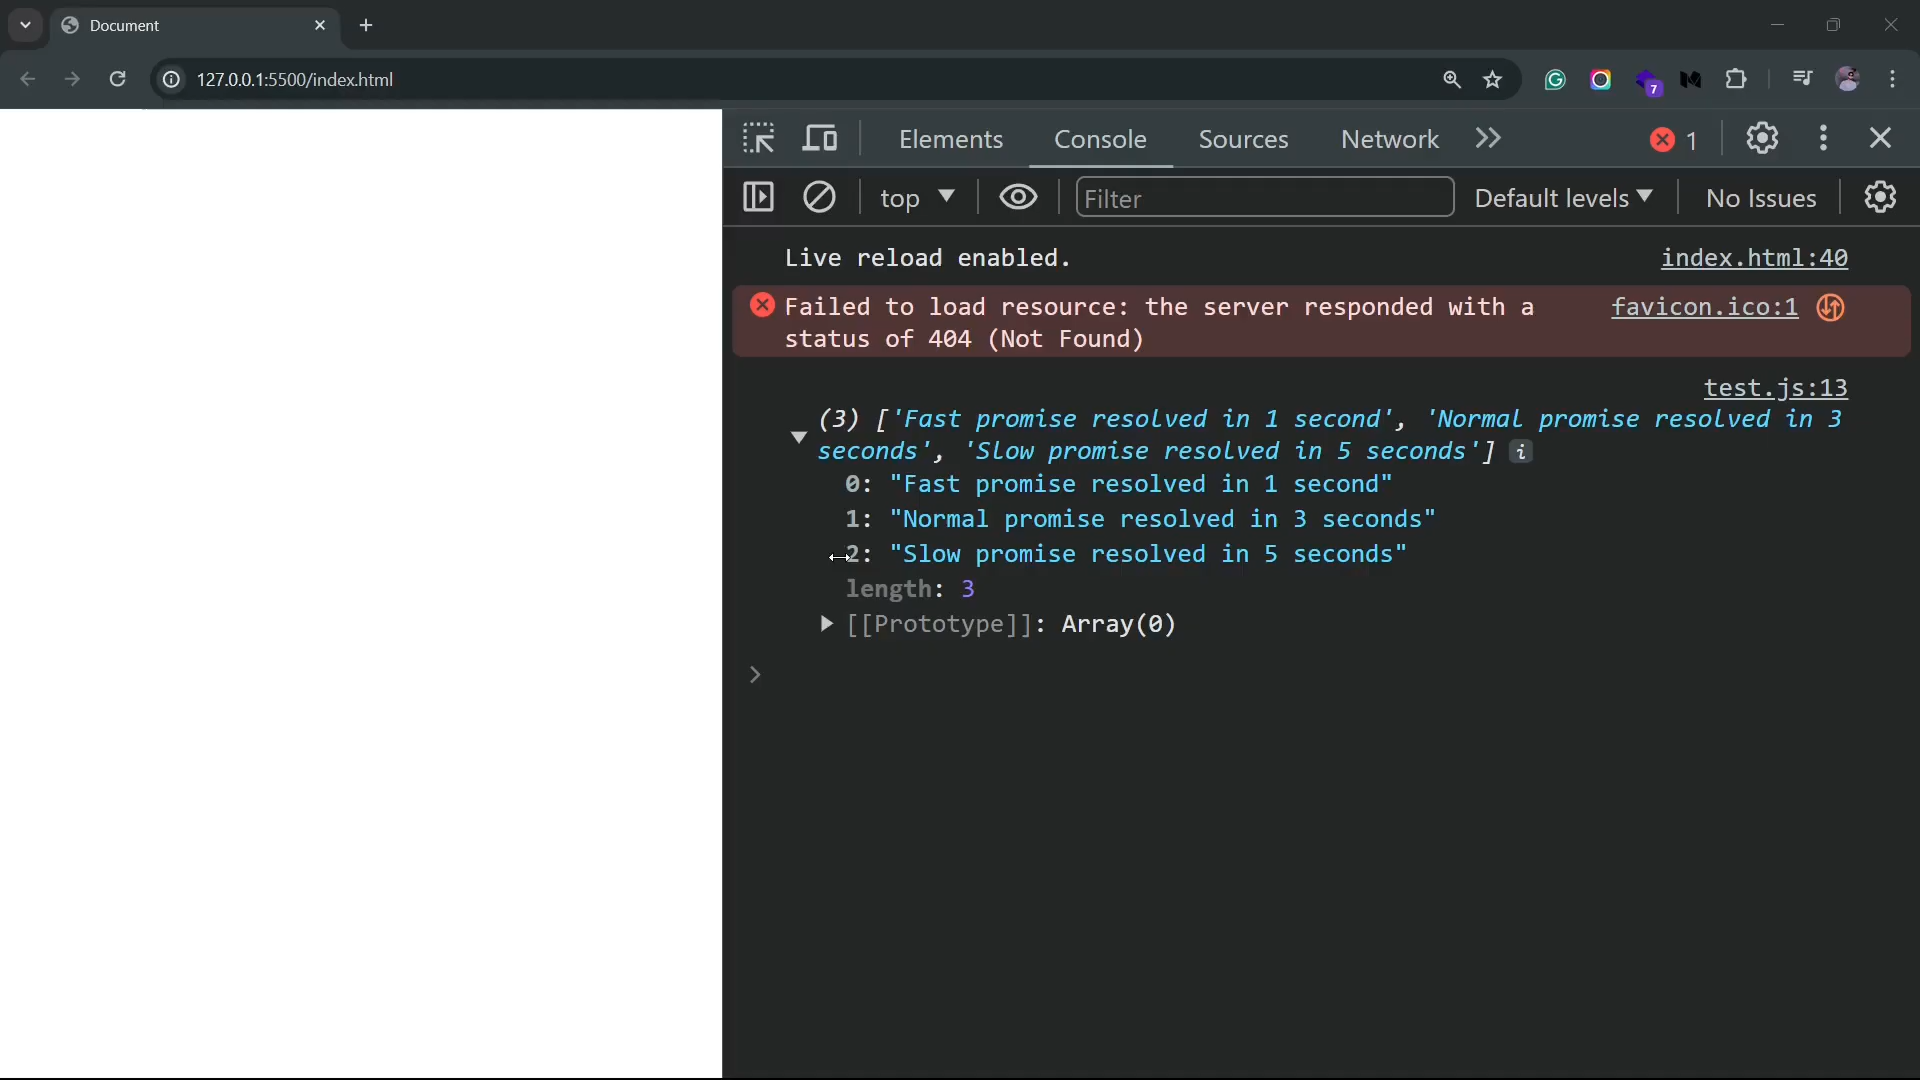 Document
127.0.0.1:5500/index.html
7
Elements Console Sources Network 1
top Filter Default levels No Issues
Live reload enabled. index.html:40
Failed to load resource: the server responded with a favicon.ico:1
status of 404 (Not Found)
test.js:13
(3) ['Fast promise resolved in 1 second', 'Normal promise resolved in 3
seconds', 'Slow promise resolved in 5 seconds'] i
0: "Fast promise resolved in 1 second"
1: "Normal promise resolved in 3 seconds"
2: "Slow promise resolved in 5 seconds"
length: 3
[[Prototype]]: Array(0)